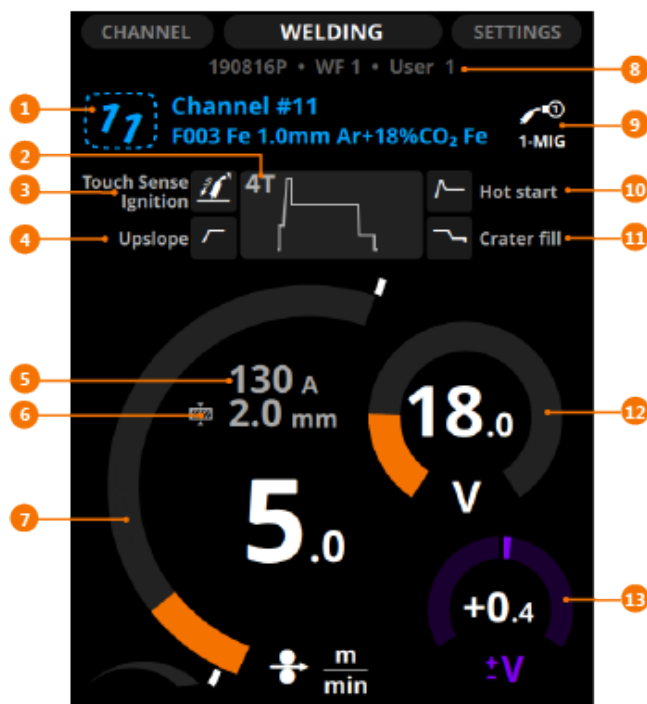 CHANNEL WELDING SETTINGS
190816P • WF 1 • User 1
8
1
11
Channel #11
F003 Fe 1.0mm Ar+18%CO₂ Fe
1-MIG
9
2
3
Touch Sense
Ignition
4T
Hot start
10
4
Upslope
Crater fill
11
5
130 A
6
2.0 mm
18.0
V
12
7
5.0
m
min
+0.4
±V
13